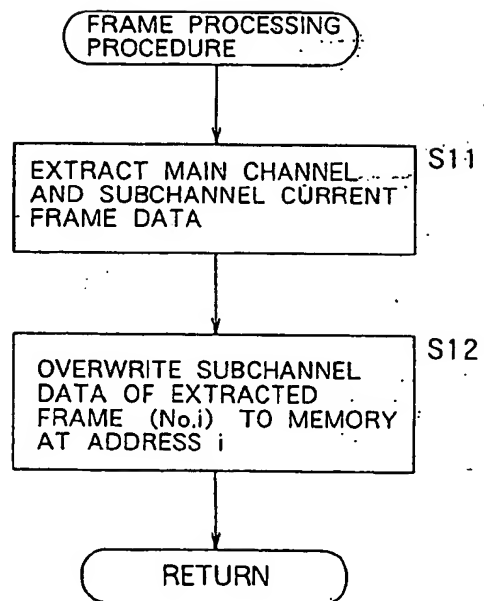 FRAME PROCESSING
PROCEDURE
S11
EXTRACT MAIN CHANNEL
AND SUBCHANNEL CURRENT
FRAME DATA
S12
OVERWRITE SUBCHANNEL
DATA OF EXTRACTED
FRAME (No.i) TO MEMORY
AT ADDRESS i
RETURN